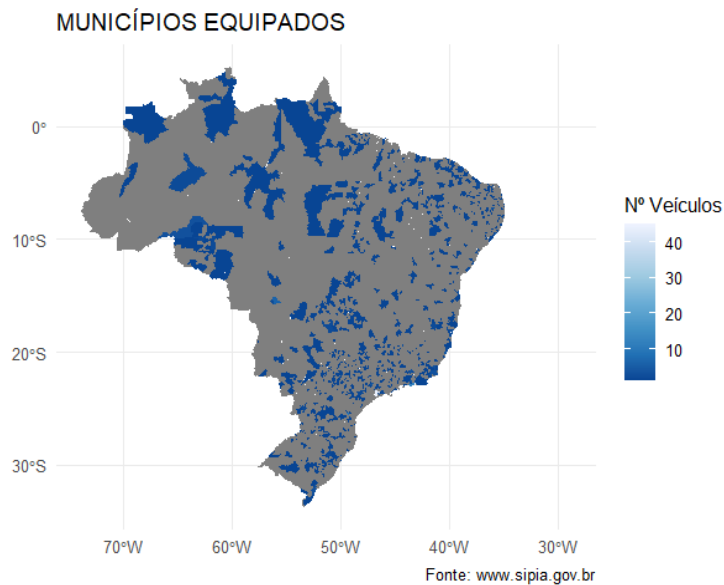 MUNICÍPIOS EQUIPADOS
0°
10°S
20°S
30°S
70°W
60°W
50°W
40°W
30°W
Nº Veículos
40
30
20
10
Fonte: www.sipia.gov.br